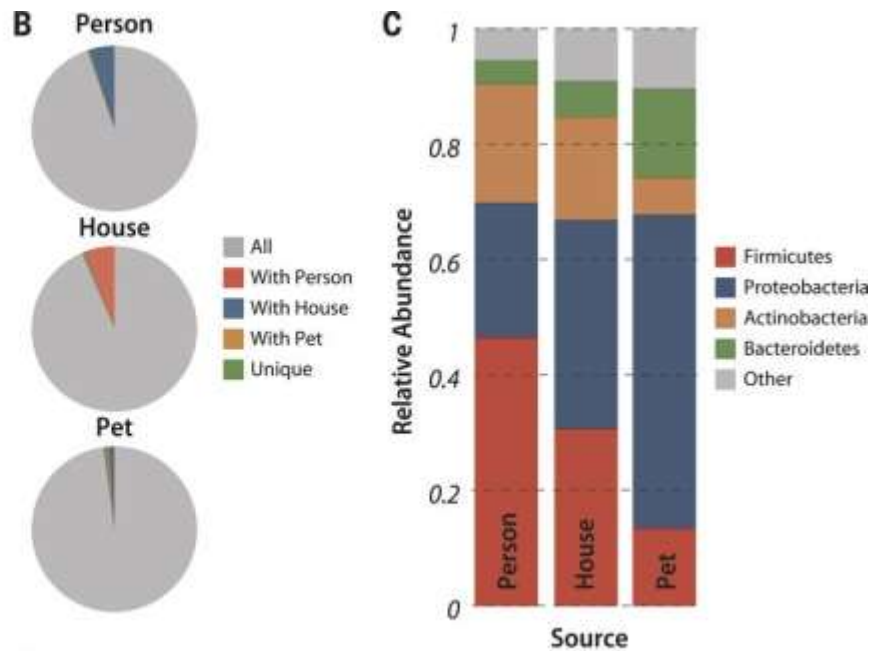 B
Person
House
All
With Person
With House
With Pet
Unique
Pet
C
Relative Abundance
1
0.8
0.6
0.4
0.2
0
Person
House
Pet
Source
Firmicutes
Proteobacteria
Actinobacteria
Bacteroidetes
Other